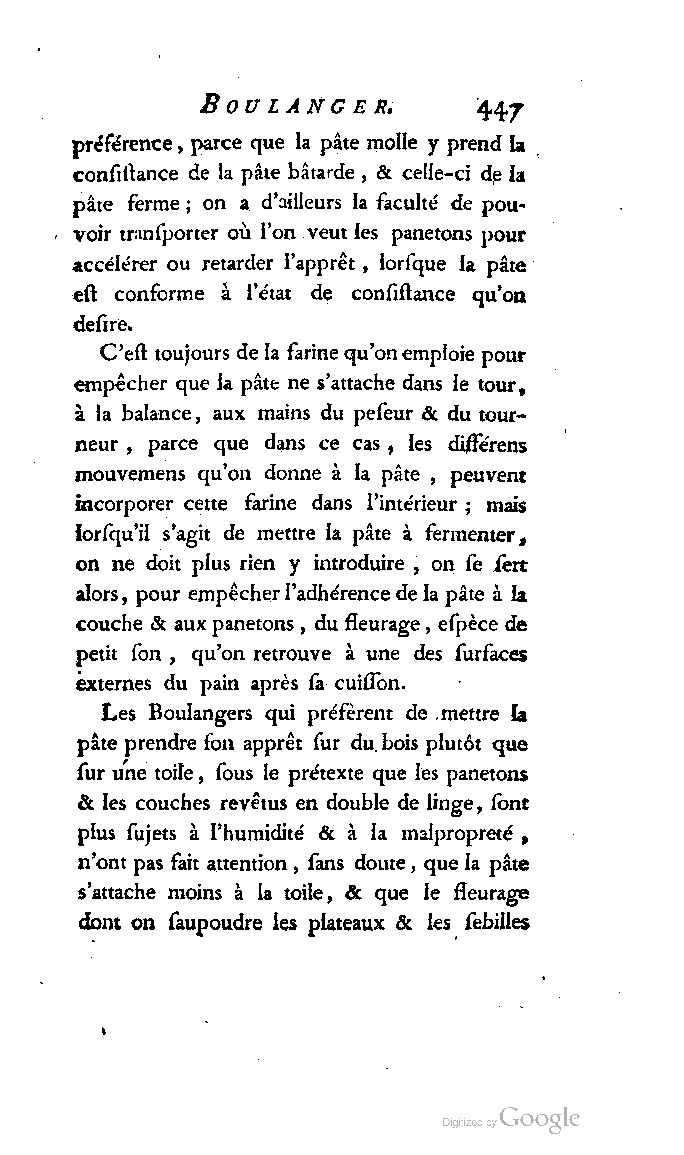 BOULANGER. 447
préférence, parce que la pâte molle y prend la
conſiſtance de la pâte bâtarde, & celle-ci de la
pâte ferme; on a d'ailleurs la faculté de pou-
voir tranſporter où l'on veut les panetons pour
accélérer ou retarder l'apprêt, lorſque la pâte
eſt conforme à l'état de conſiſtance qu'on
deſire.
C'eſt toujours de la farine qu'on emploie pour
empêcher que la pâte ne s'attache dans le tour,
à la balance, aux mains du peſeur & du tour-
neur, parce que dans ce cas, les différens
mouvemens qu'on donne à la pâte, peuvent
incorporer cette farine dans l'intérieur; mais
lorſqu'il s'agit de mettre la pâte à fermenter,
on ne doit plus rien y introduire, on ſe ſert
alors, pour empêcher l'adhérence de la pâte à la
couche & aux panetons, du fleurage, eſpèce de
petit ſon, qu'on retrouve à une des ſurfaces
externes du pain après ſa cuiſſon.
Les Boulangers qui préfèrent de mettre la
pâte prendre ſon apprêt ſur du bois plutôt que
ſur une toile, ſous le prétexte que les panetons
& les couches revêtus en double de linge, ſont
plus ſujets à l'humidité & à la malpropreté,
n'ont pas fait attention, ſans doute, que la pâte
s'attache moins à la toile, & que le fleurage
dont on ſaupoudre les plateaux & les ſebilles
Digitized by Google